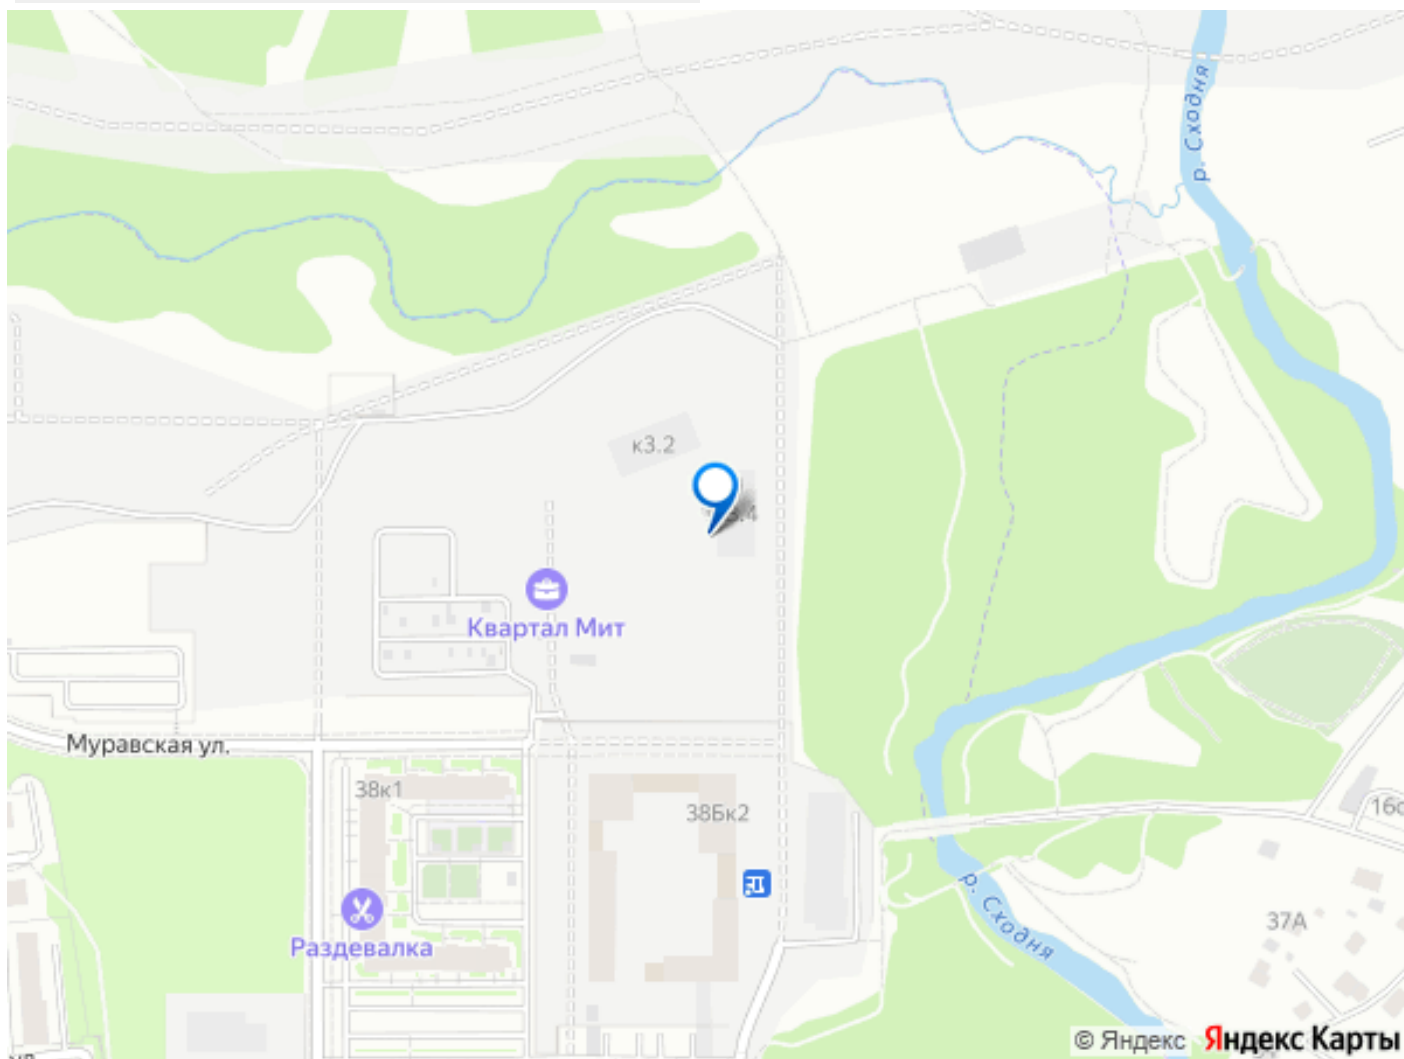 р. Сходня
к3.2
Квартал Мит
Муравская ул.
38к1
38Бк2
16с
р. Сходня
37А
Раздевалка
© Яндекс Яндекс Карты